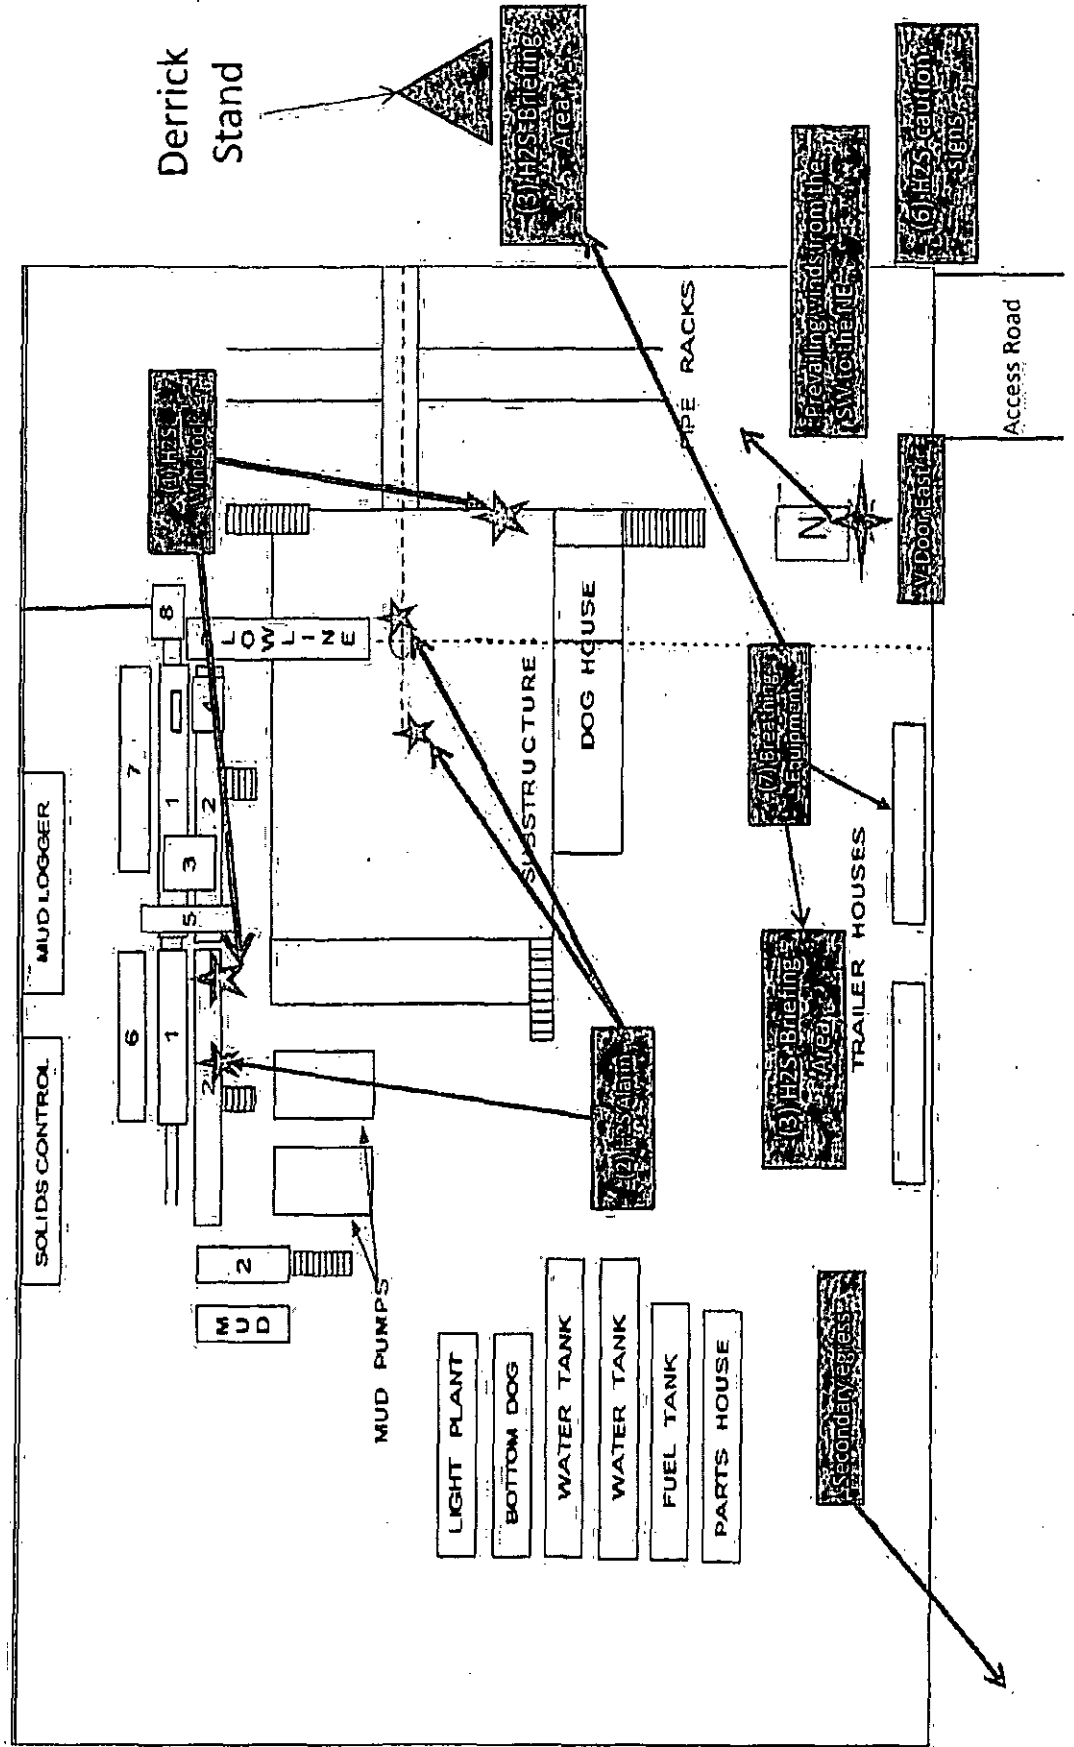 Derrick
Stand
(3) H2S Briefing
Area
(6) H2S caution
signs
Prevailing winds from the
SW to the NE
Access Road
V-Door East
N
PIPE RACKS
(1) H2S
Windsock
8
LOWLINE
4
7
1
2
3
5
6
1
2
MUD LOGGER
SOLIDS CONTROL
SUBSTRUCTURE
DOG HOUSE
(7) Breathing
Equipment
TRAILER HOUSES
(3) H2S Briefing
Area
(2)
Alarm
2
MUD
MUD PUMPS
LIGHT PLANT
BOTTOM DOG
WATER TANK
WATER TANK
FUEL TANK
PARTS HOUSE
Secondary egress